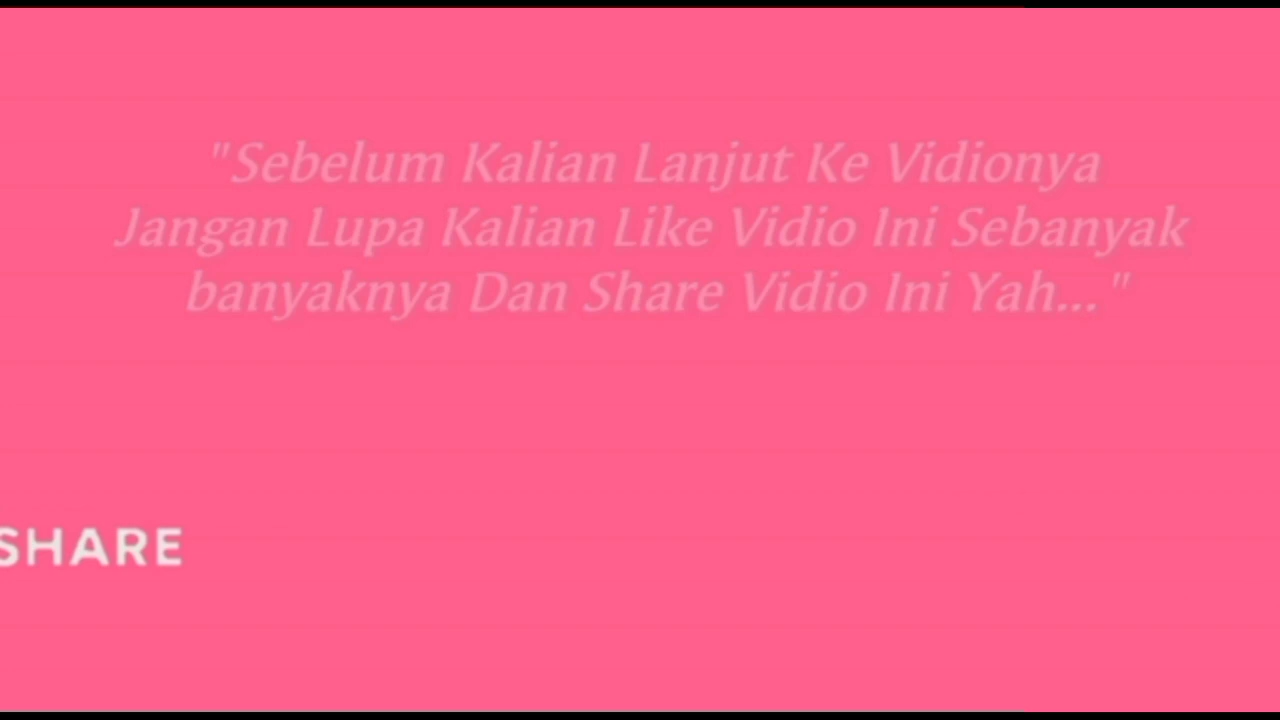 "Sebelum Kalian Lanjut Ke Vidionya
Jangan Lupa Kalian Like Vidio Ini Sebanyak
banyaknya Dan Share Vidio Ini Yah..."
SHARE